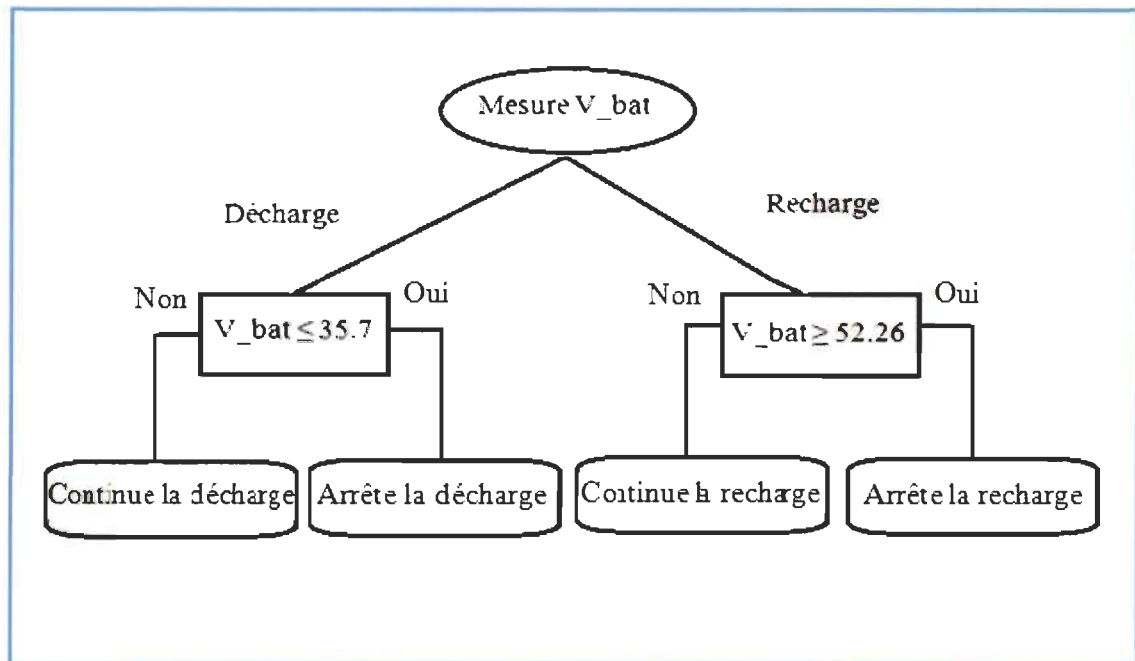 Mesure V_bat
Décharge
Recharge
Non
Oui
Non
Oui
V_bat ≤ 35.7
V_bat ≥ 52.26
Continue la décharge
Arrête la décharge
Continue la recharge
Arrête la recharge